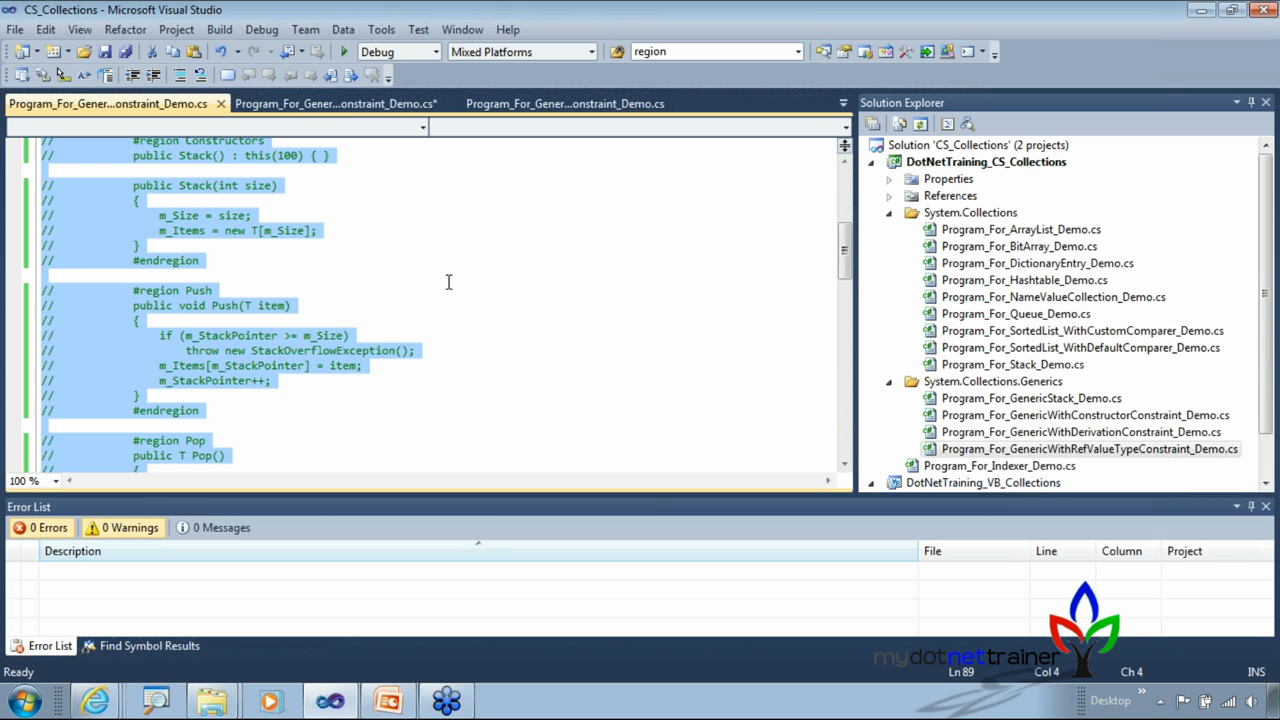 CS_Collections - Microsoft Visual Studio
File Edit View Refactor Project Build Debug Team Data Tools Test Window Help
Debug Mixed Platforms region
Program_For_Gener...onstraint_Demo.cs Program_For_Gener...onstraint_Demo.cs* Program_For_Gener...onstraint_Demo.cs
// #region Constructors
// public Stack() : this(100) { }
// public Stack(int size)
// {
// m_Size = size;
// m_Items = new T[m_Size];
// }
// #endregion
// #region Push
// public void Push(T item)
// {
// if (m_StackPointer >= m_Size)
// throw new StackOverflowException();
// m_Items[m_StackPointer] = item;
// m_StackPointer++;
// }
// #endregion
// #region Pop
// public T Pop()
// {
100 %
Solution Explorer
Solution 'CS_Collections' (2 projects)
DotNetTraining_CS_Collections
Properties
References
System.Collections
Program_For_ArrayList_Demo.cs
Program_For_BitArray_Demo.cs
Program_For_DictionaryEntry_Demo.cs
Program_For_Hashtable_Demo.cs
Program_For_NameValueCollection_Demo.cs
Program_For_Queue_Demo.cs
Program_For_SortedList_WithCustomComparer_Demo.cs
Program_For_SortedList_WithDefaultComparer_Demo.cs
Program_For_Stack_Demo.cs
System.Collections.Generics
Program_For_GenericStack_Demo.cs
Program_For_GenericWithConstructorConstraint_Demo.cs
Program_For_GenericWithDerivationConstraint_Demo.cs
Program_For_GenericWithRefValueTypeConstraint_Demo.cs
Program_For_Indexer_Demo.cs
DotNetTraining_VB_Collections
Error List
0 Errors 0 Warnings 0 Messages
Description File Line Column Project
Error List Find Symbol Results
mydotnettrainer
Ready Ln 89 Col 4 Ch 4 INS
Desktop